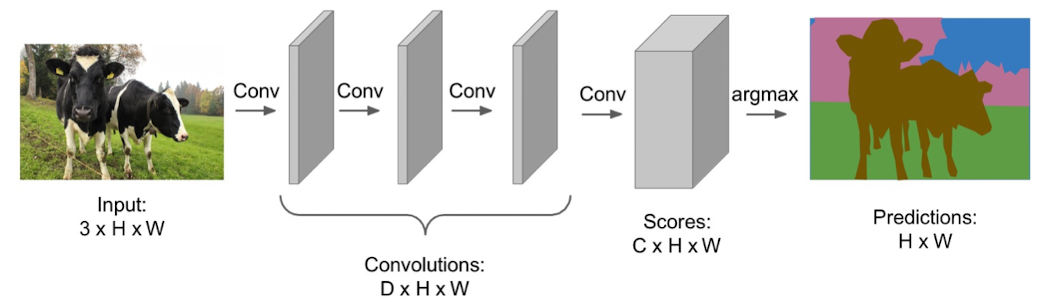 Conv
Conv
Conv
Conv
argmax
Input:
3 x H x W
Convolutions:
D x H x W
Scores:
C x H x W
Predictions:
H x W